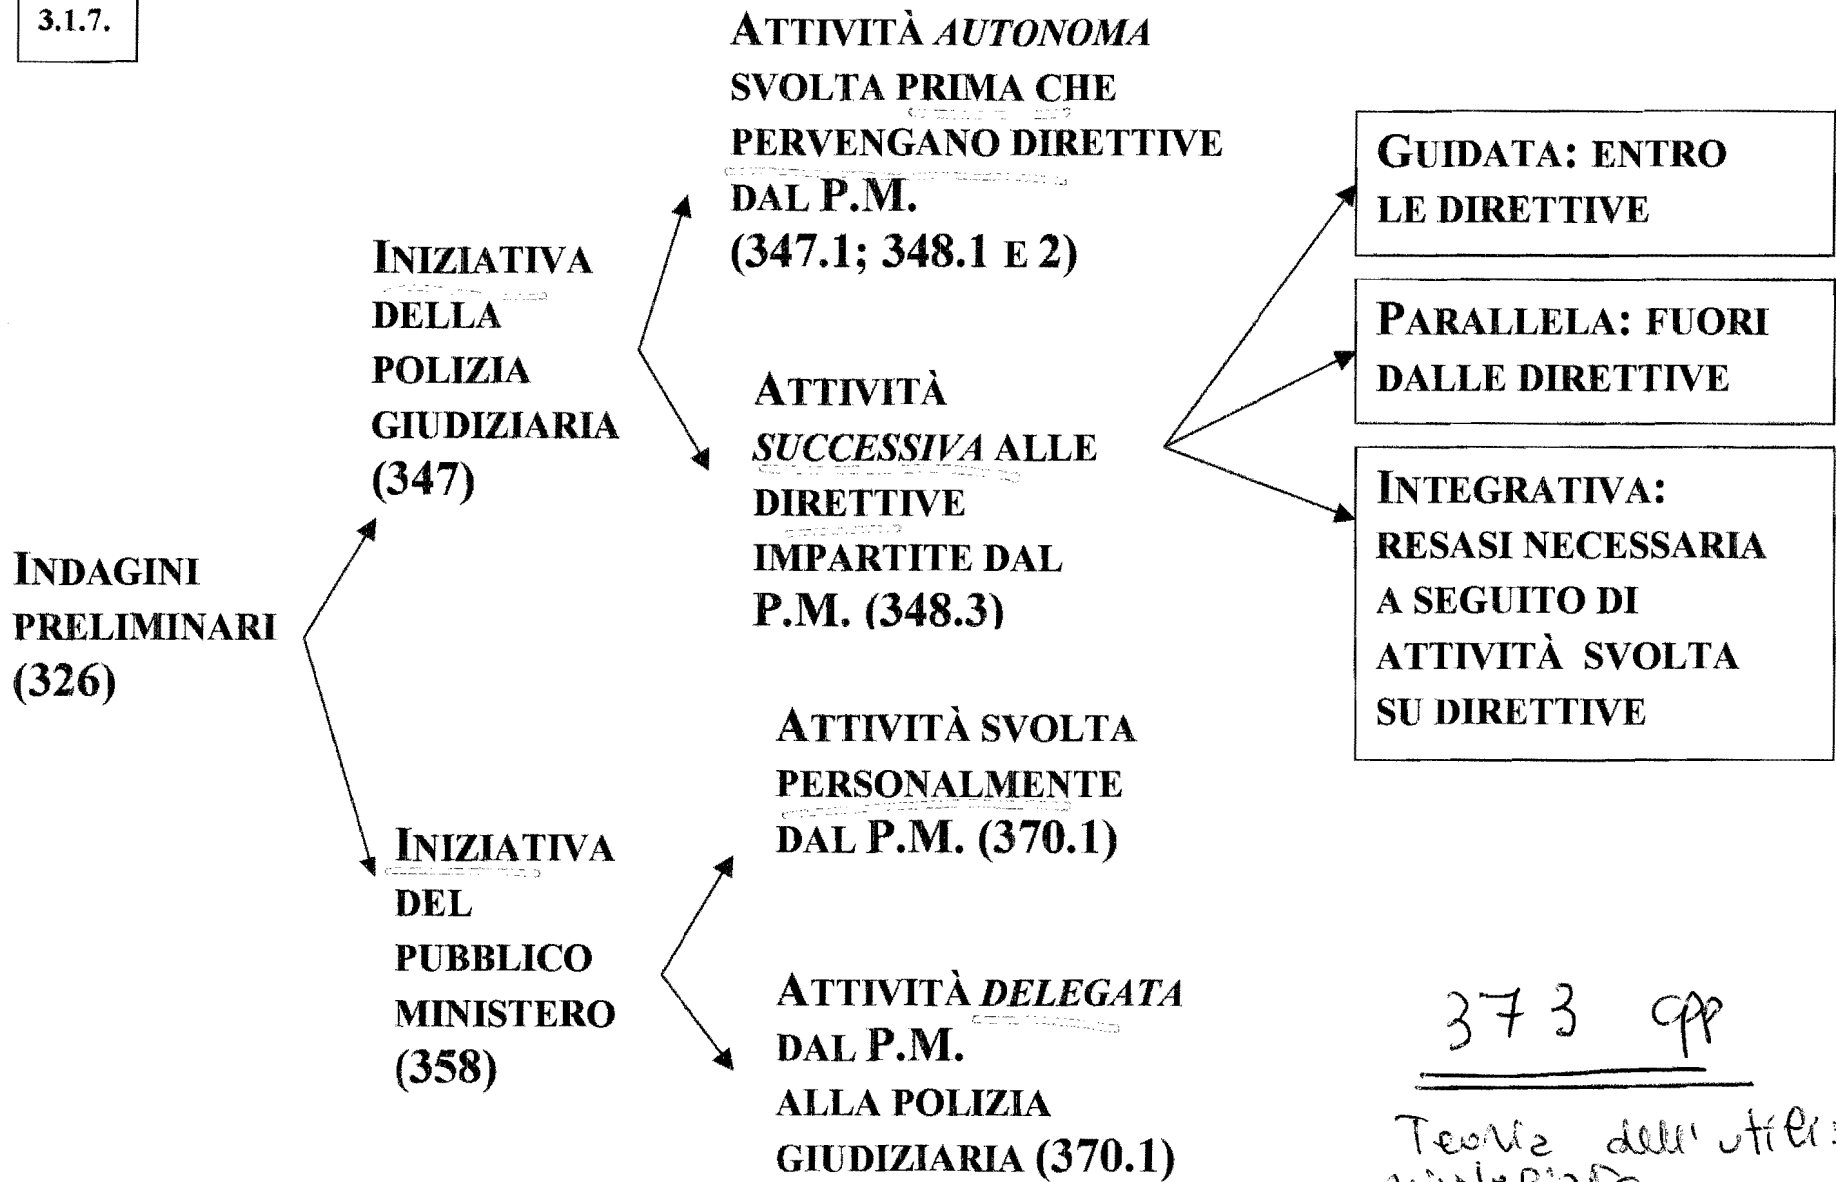 3.1.7.
INDAGINI
PRELIMINARI
(326)
INIZIATIVA
DELLA
POLIZIA
GIUDIZIARIA
(347)
ATTIVITÀ AUTONOMA
SVOLTA PRIMA CHE
PERVENGANO DIRETTIVE
DAL P.M.
(347.1; 348.1 E 2)
ATTIVITÀ
SUCCESSIVA ALLE
DIRETTIVE
IMPARTITE DAL
P.M. (348.3)
GUIDATA: ENTRO
LE DIRETTIVE
PARALLELA: FUORI
DALLE DIRETTIVE
INTEGRATIVA:
RESASI NECESSARIA
A SEGUITO DI
ATTIVITÀ SVOLTA
SU DIRETTIVE
INIZIATIVA
DEL
PUBBLICO
MINISTERO
(358)
ATTIVITÀ SVOLTA
PERSONALMENTE
DAL P.M. (370.1)
ATTIVITÀ DELEGATA
DAL P.M.
ALLA POLIZIA
GIUDIZIARIA (370.1)
373 cpp
Teoria dell'